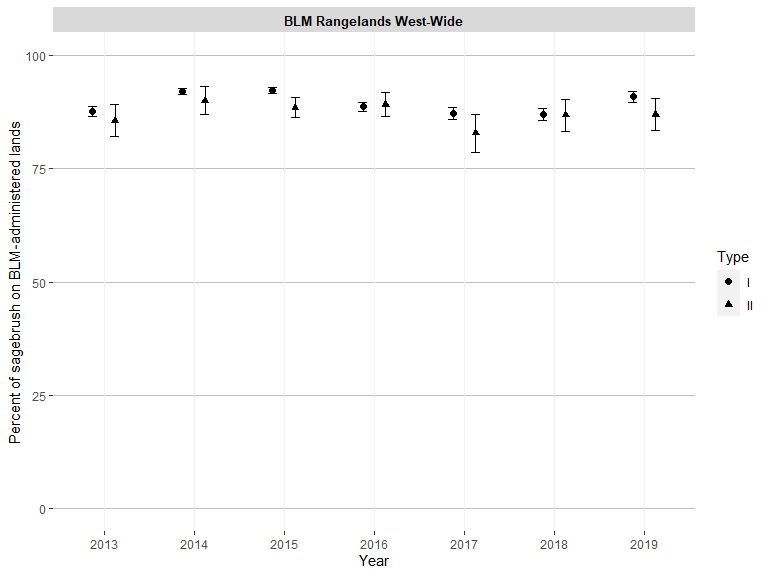 BLM Rangelands West-Wide
Percent of sagebrush on BLM-administered lands
100
75
50
25
0
2013 2014 2015 2016 2017 2018 2019
Year
Type
I
II